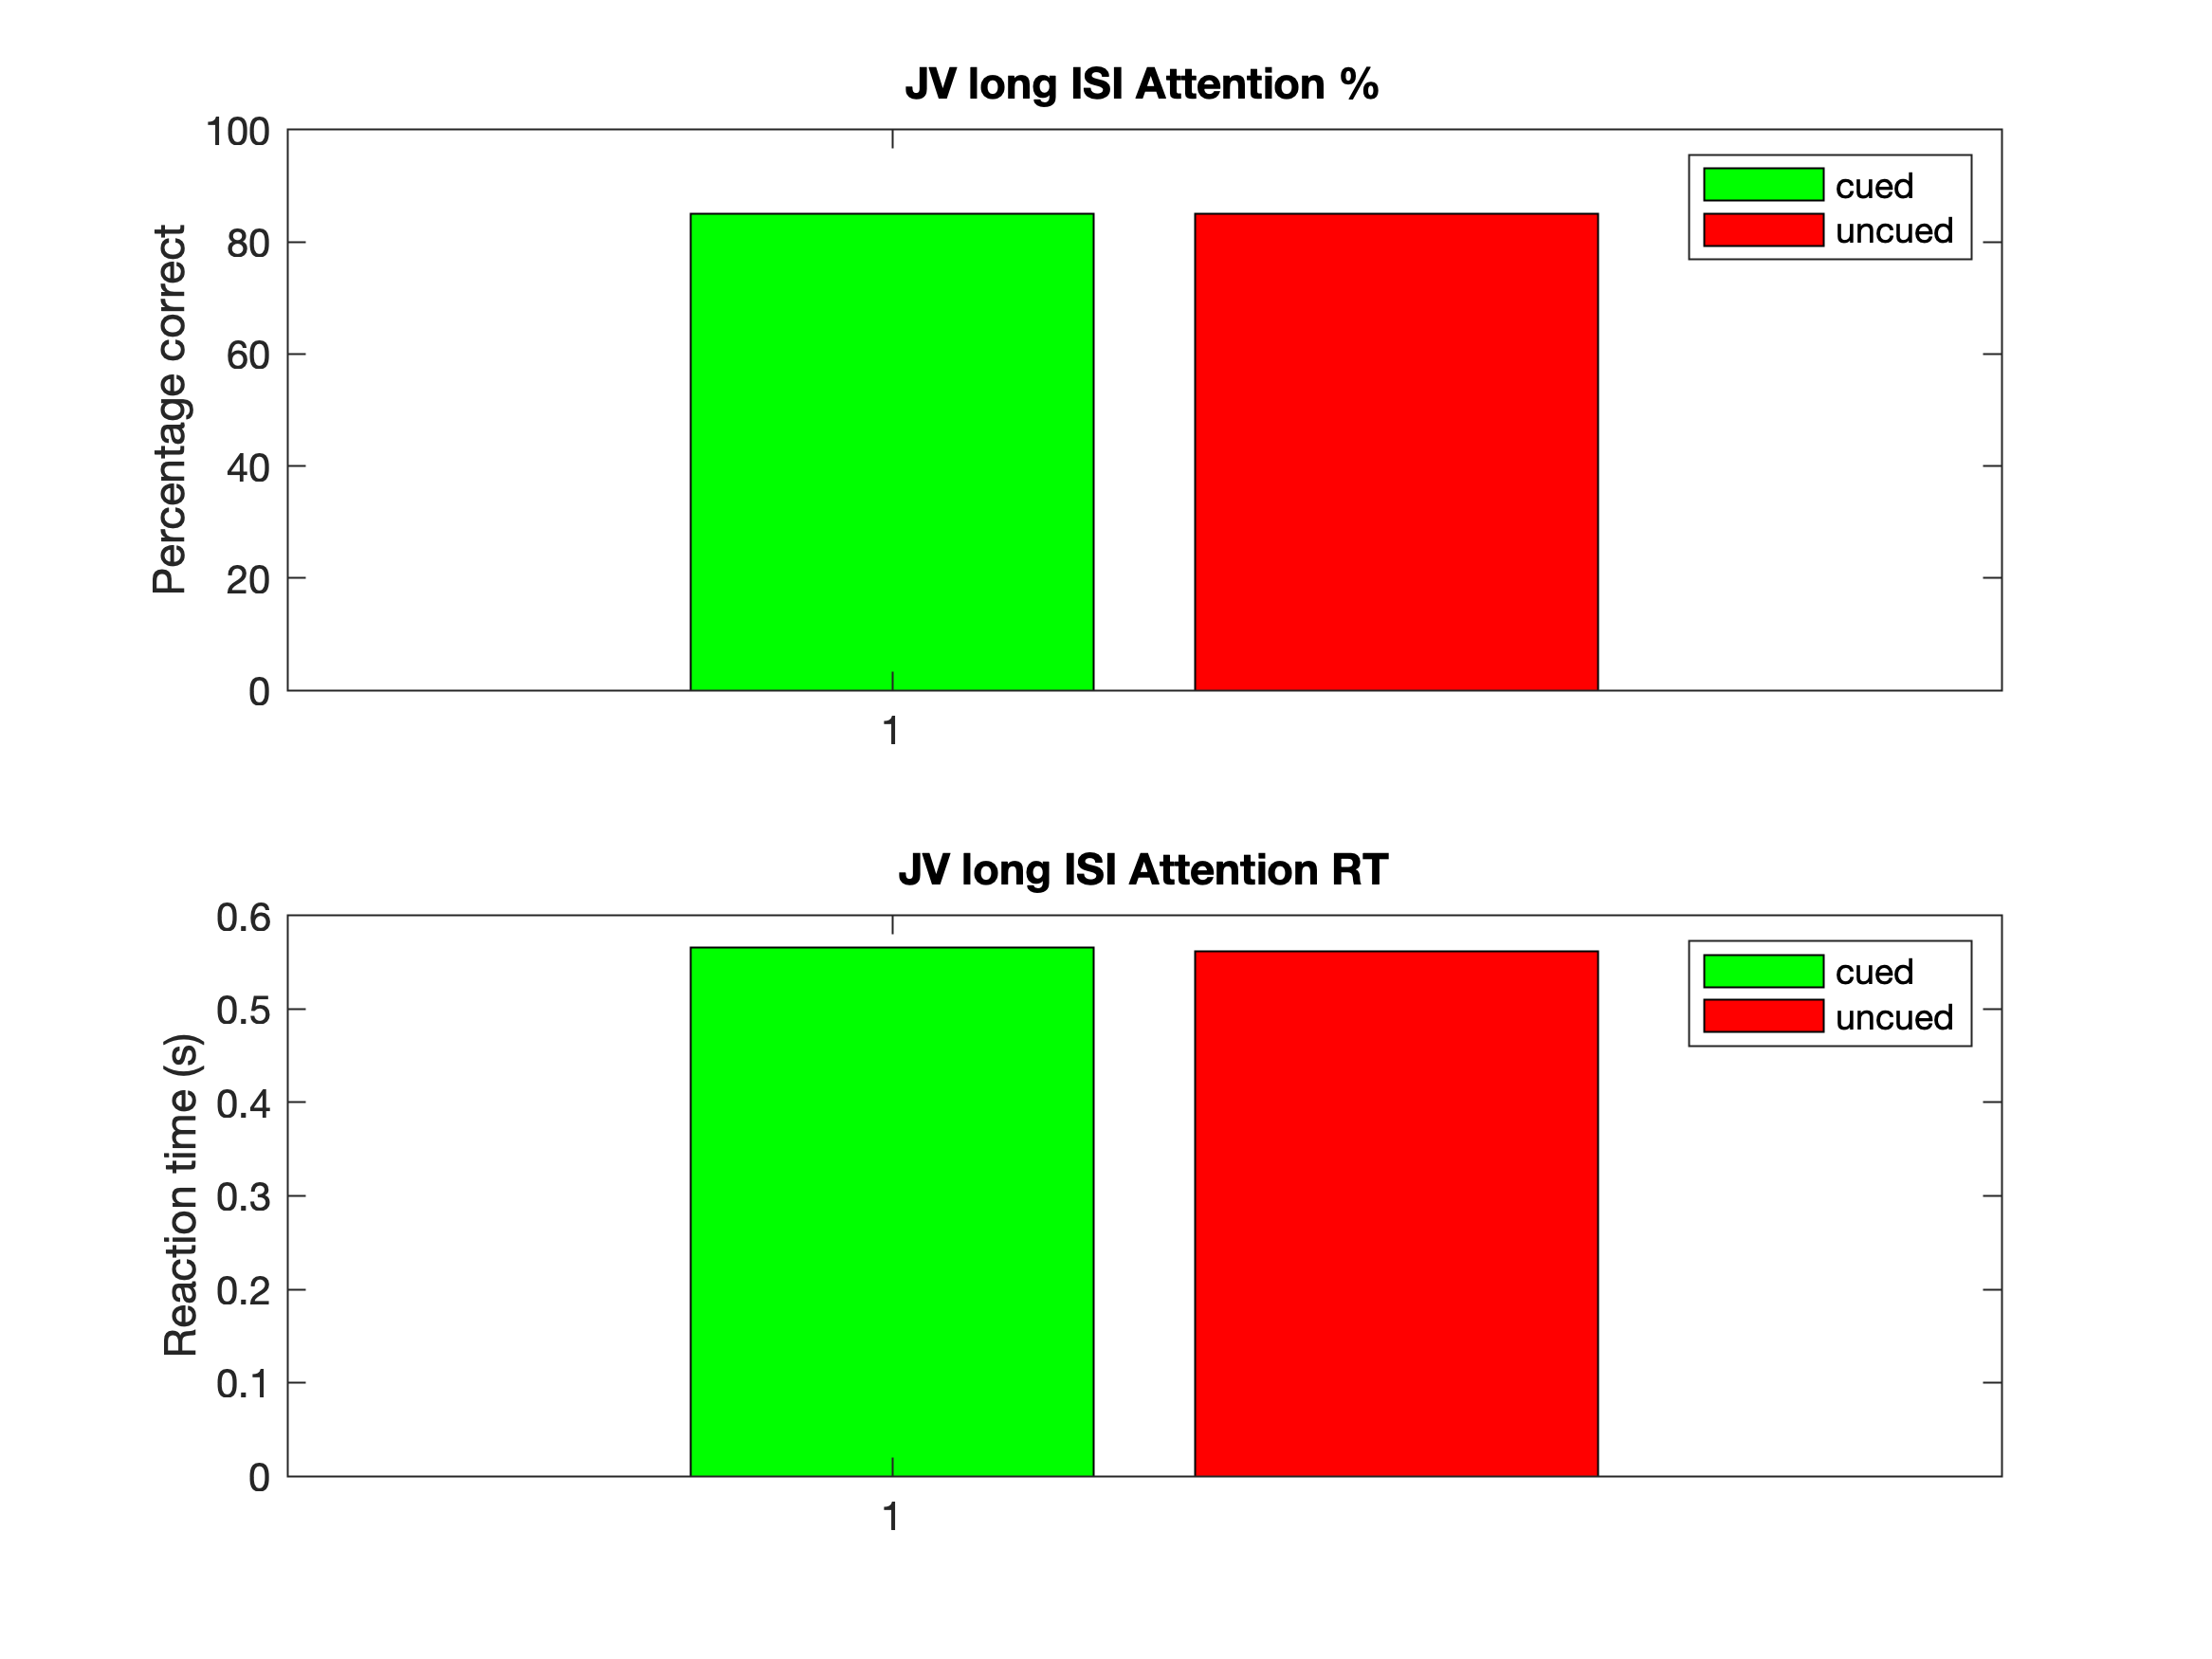 JV long ISI Attention %
100
80
60
40
20
0
Percentage correct
1
cued
uncued
JV long ISI Attention RT
0.6
0.5
0.4
0.3
0.2
0.1
0
Reaction time (s)
1
cued
uncued